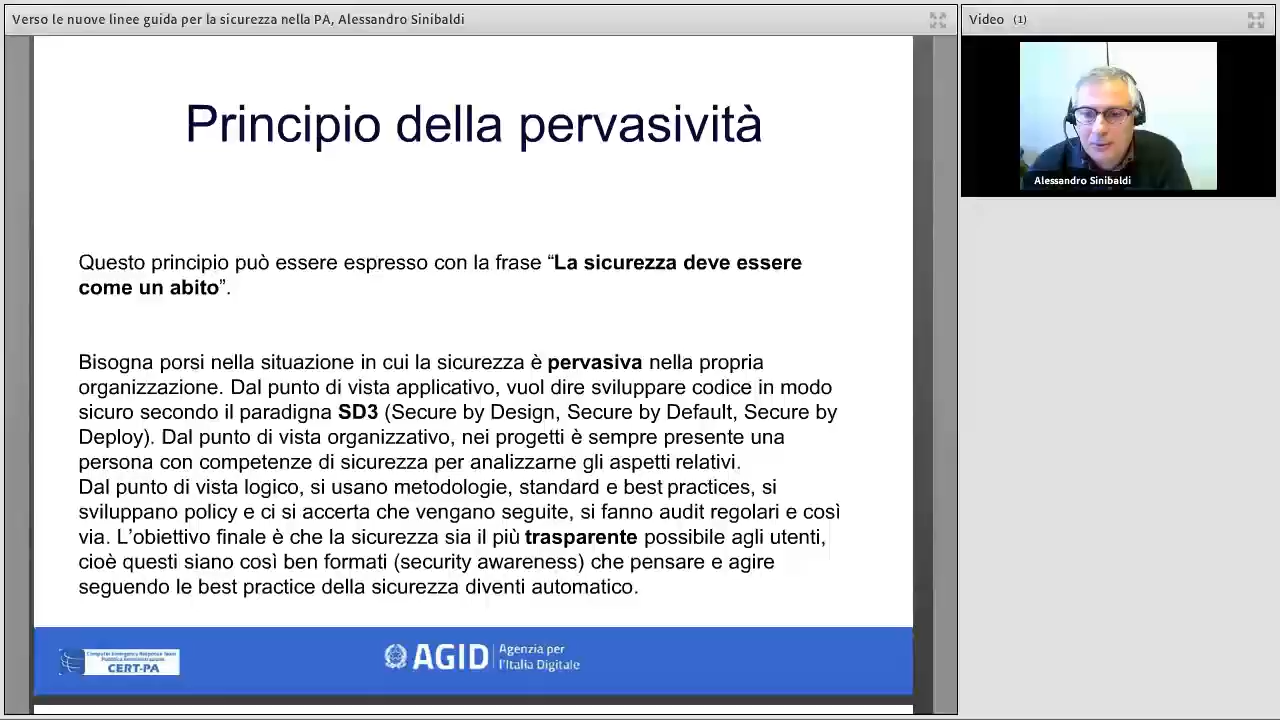 Verso le nuove linee guida per la sicurezza nella PA, Alessandro Sinibaldi
Video (1)
Alessandro Sinibaldi
Principio della pervasività
Questo principio può essere espresso con la frase “La sicurezza deve essere
come un abito”.
Bisogna porsi nella situazione in cui la sicurezza è pervasiva nella propria
organizzazione. Dal punto di vista applicativo, vuol dire sviluppare codice in modo
sicuro secondo il paradigna SD3 (Secure by Design, Secure by Default, Secure by
Deploy). Dal punto di vista organizzativo, nei progetti è sempre presente una
persona con competenze di sicurezza per analizzarne gli aspetti relativi.
Dal punto di vista logico, si usano metodologie, standard e best practices, si
sviluppano policy e ci si accerta che vengano seguite, si fanno audit regolari e così
via. L’obiettivo finale è che la sicurezza sia il più trasparente possibile agli utenti,
cioè questi siano così ben formati (security awareness) che pensare e agire
seguendo le best practice della sicurezza diventi automatico.
Computer Emergency Response Team
Pubblica Amministrazione
CERT-PA
AGID
Agenzia per
l’Italia Digitale